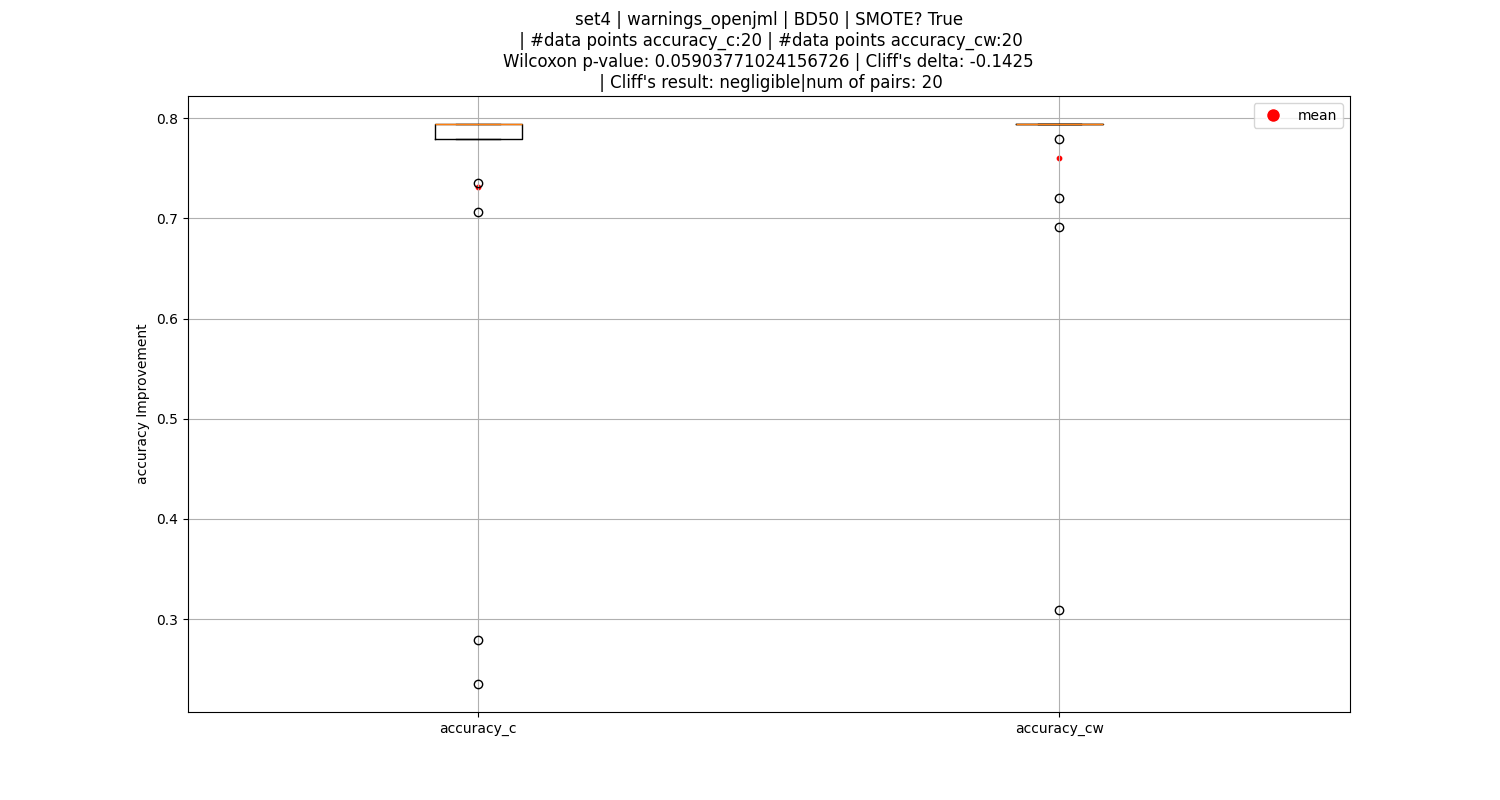 set4 | warnings_openjml | BD50 | SMOTE? True
| #data points accuracy_c:20 | #data points accuracy_cw:20
Wilcoxon p-value: 0.05903771024156726 | Cliff's delta: -0.1425
| Cliff's result: negligible|num of pairs: 20
mean
0.8
0.7
0.6
0.5
0.4
0.3
accuracy Improvement
accuracy_c
accuracy_cw